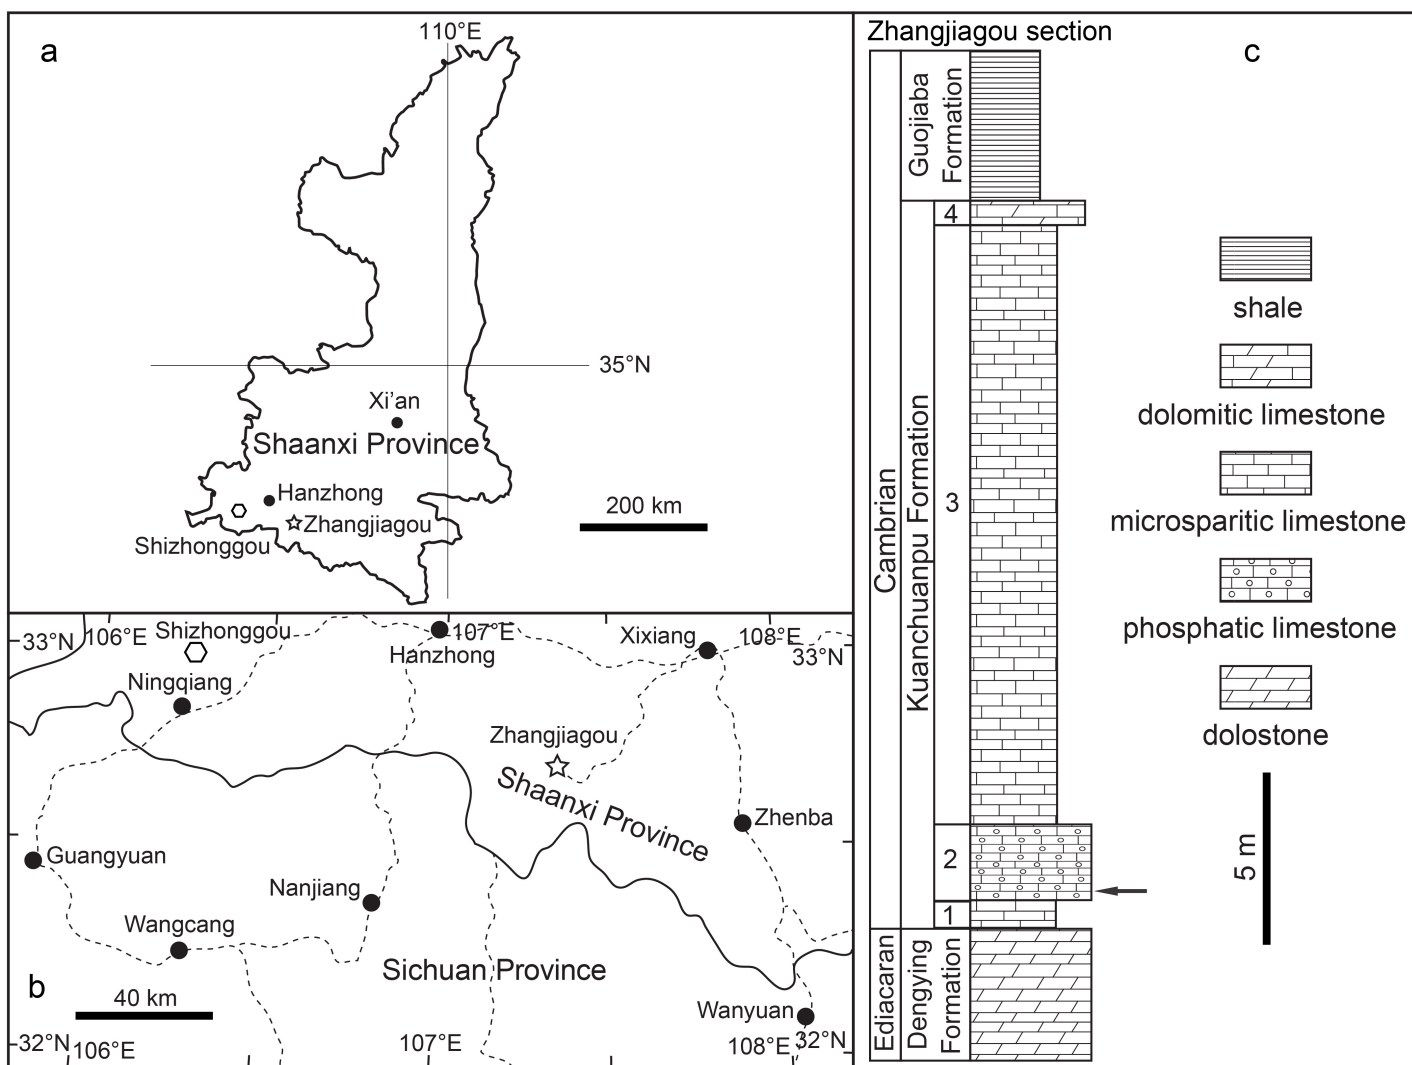 a
110°E
35°N
Xi'an
Shaanxi Province
Hanzhong
Zhangjiagou
Shizhonggou
200 km
33°N
106°E
Shizhonggou
107°E
Hanzhong
Xixiang
108°E
33°N
Ningqiang
Zhangjiagou
Shaanxi Province
Zhenba
Guangyuan
Nanjiang
Wangcang
Sichuan Province
b
40 km
Wanyuan
32°N
106°E
107°E
108°E
32°N
Zhangjiagou section
c
Guojiaba
Formation
4
Cambrian
Kuanchuanpu Formation
3
2
1
Ediacaran
Dengying
Formation
shale
dolomitic limestone
microsparitic limestone
phosphatic limestone
dolostone
5 m